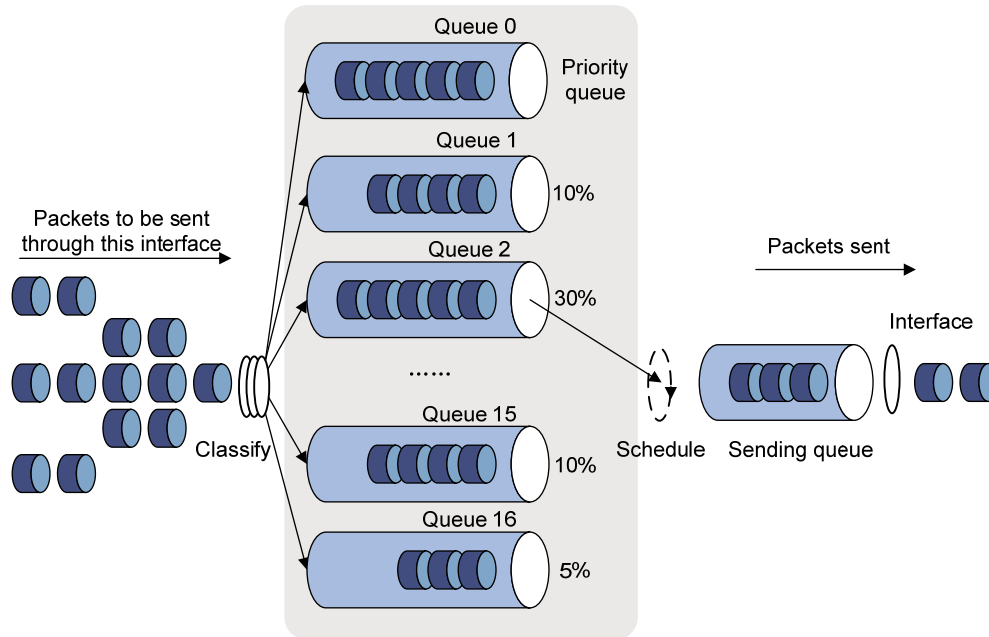 Queue 0
Priority
queue
Queue 1
10%
Packets to be sent
through this interface
Queue 2
30%
Packets sent
Interface
......
Classify
Queue 15
10%
Schedule
Sending queue
Queue 16
5%